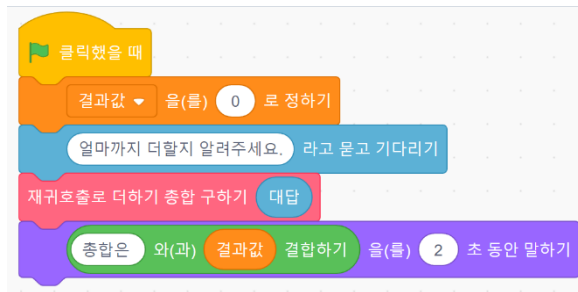 클릭했을 때
결과값 을(를) 0 로 정하기
얼마까지 더할지 알려주세요. 라고 묻고 기다리기
재귀호출로 더하기 총합 구하기 대답
총합은 와(과) 결과값 결합하기 을(를) 2 초 동안 말하기